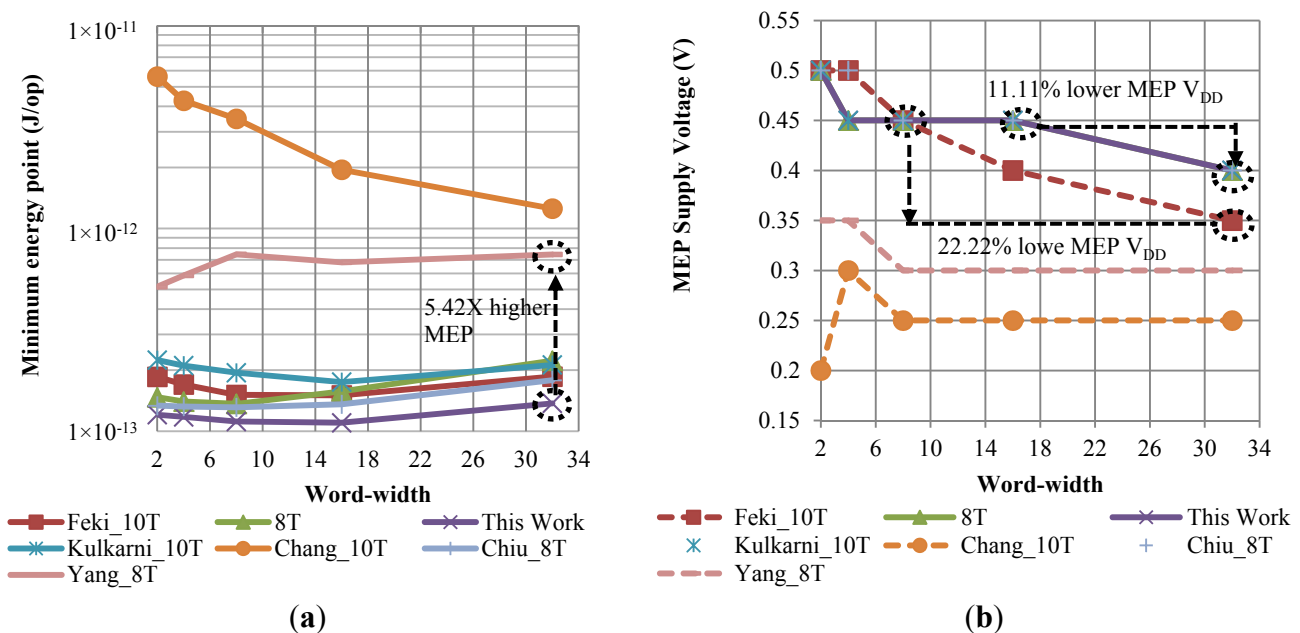 Minimum energy point (J/op)
1×10⁻¹¹
1×10⁻¹²
1×10⁻¹³
5.42X higher
MEP
2 6 10 14 18 22 26 30 34
Word-width
Feki_10T 8T This Work
Kulkarni_10T Chang_10T Chiu_8T
Yang_8T
(a)
MEP Supply Voltage (V)
0.55
0.5
0.45
0.4
0.35
0.3
0.25
0.2
0.15
11.11% lower MEP V_DD
22.22% lowe MEP V_DD
2 6 10 14 18 22 26 30 34
Word-width
Feki_10T 8T This Work
Kulkarni_10T Chang_10T Chiu_8T
Yang_8T
(b)